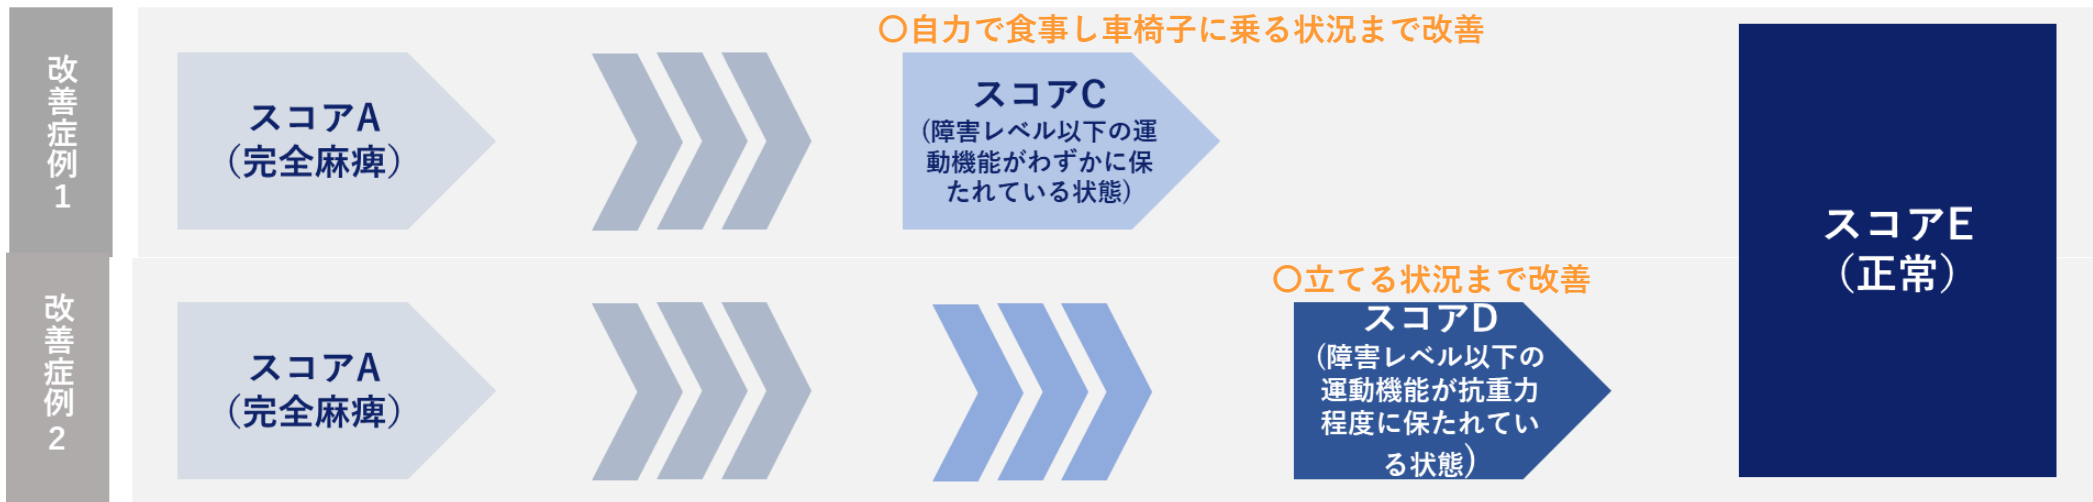 改善症例1
スコアA
(完全麻痺)
〇自力で食事し車椅子に乗る状況まで改善
スコアC
(障害レベル以下の運
動機能がわずかに保
たれている状態)
改善症例2
スコアA
(完全麻痺)
〇立てる状況まで改善
スコアD
(障害レベル以下の
運動機能が抗重力
程度に保たれてい
る状態)
スコアE
(正常)